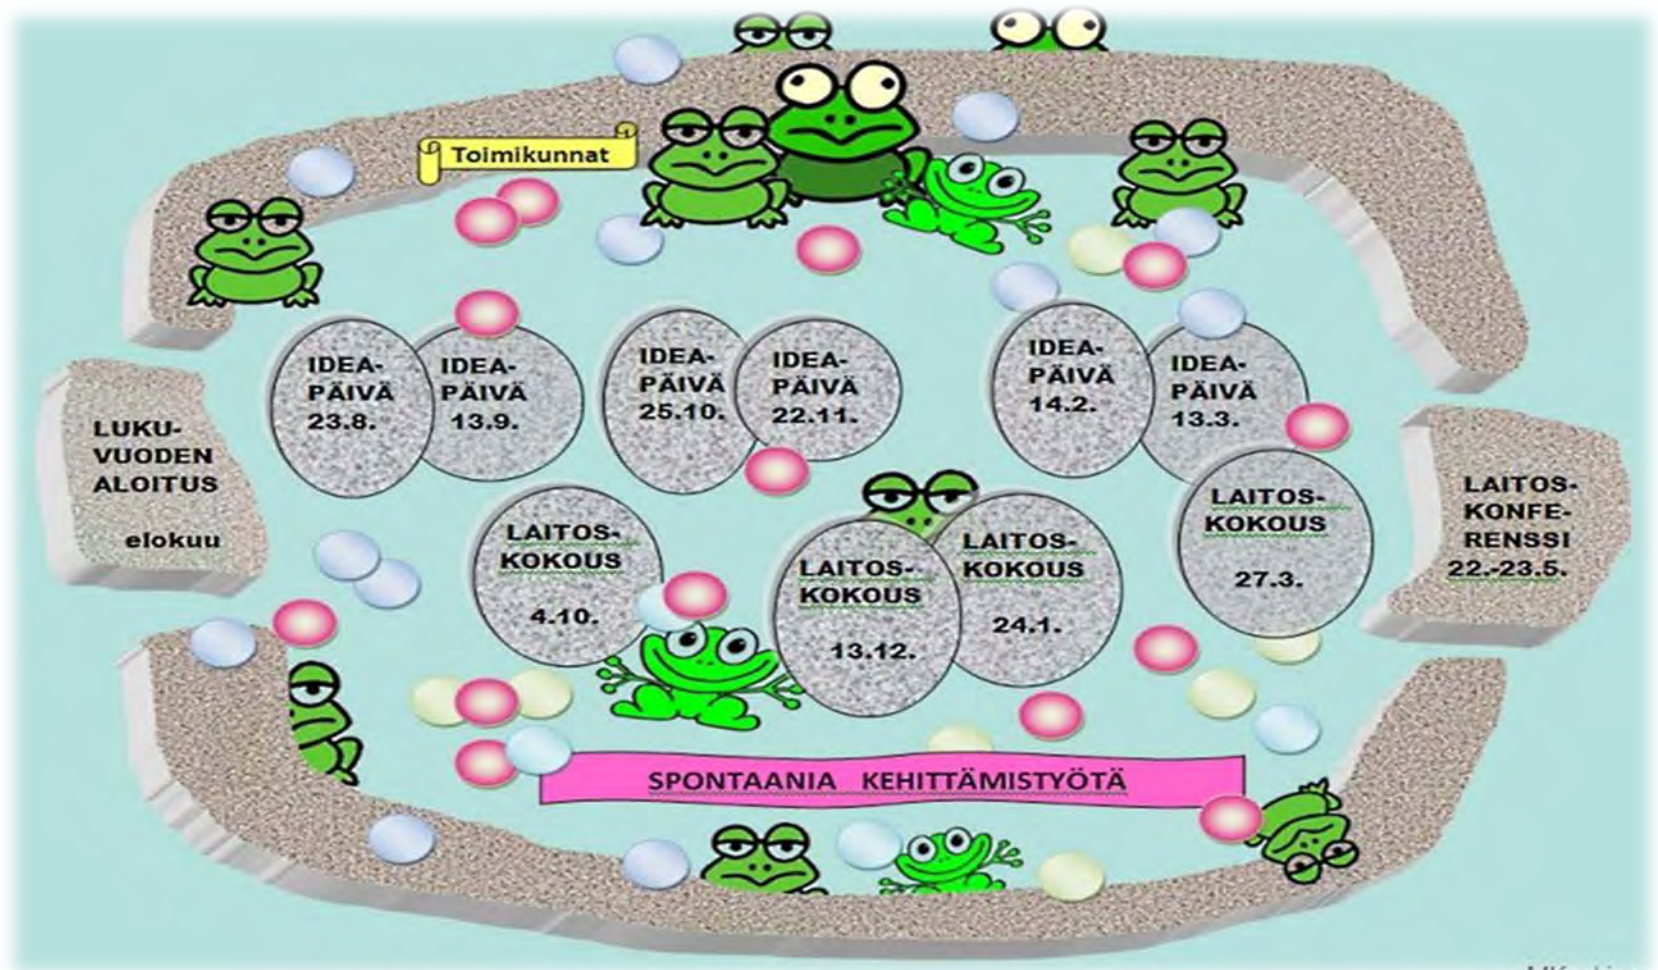 Toimikunnat
IDEA-
PÄIVÄ
23.8.
IDEA-
PÄIVÄ
13.9.
IDEA-
PÄIVÄ
25.10.
IDEA-
PÄIVÄ
22.11.
IDEA-
PÄIVÄ
14.2.
IDEA-
PÄIVÄ
13.3.
LUKU-
VUODEN
ALOITUS
elokuu
LAITOS-
KOKOUS
4.10.
LAITOS-
KOKOUS
13.12.
LAITOS-
KOKOUS
24.1.
LAITOS-
KOKOUS
27.3.
LAITOS-
KONFE-
RENSSI
22.-23.5.
SPONTAANIA KEHITTÄMISTYÖTÄ